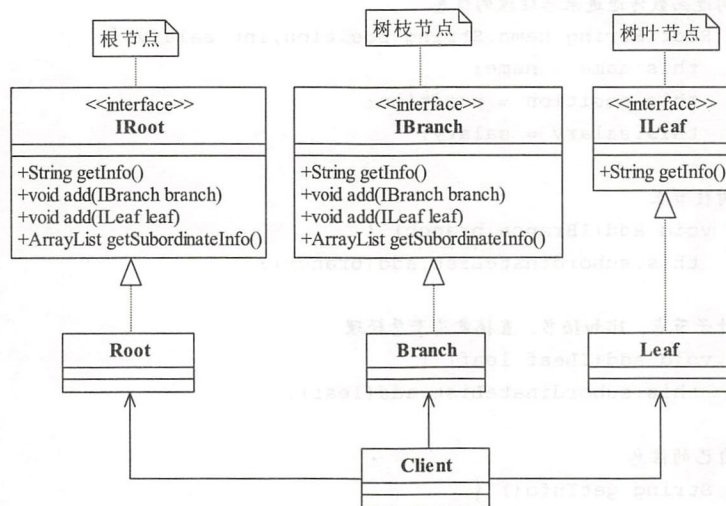 根节点
树枝节点
树叶节点
<<interface>>
IRoot
+String getInfo()
+void add(IBranch branch)
+void add(ILeaf leaf)
+ArrayList getSubordinateInfo()
<<interface>>
IBranch
+String getInfo()
+void add(IBranch branch)
+void add(ILeaf leaf)
+ArrayList getSubordinateInfo()
<<interface>>
ILeaf
+String getInfo()
Root
Branch
Leaf
Client